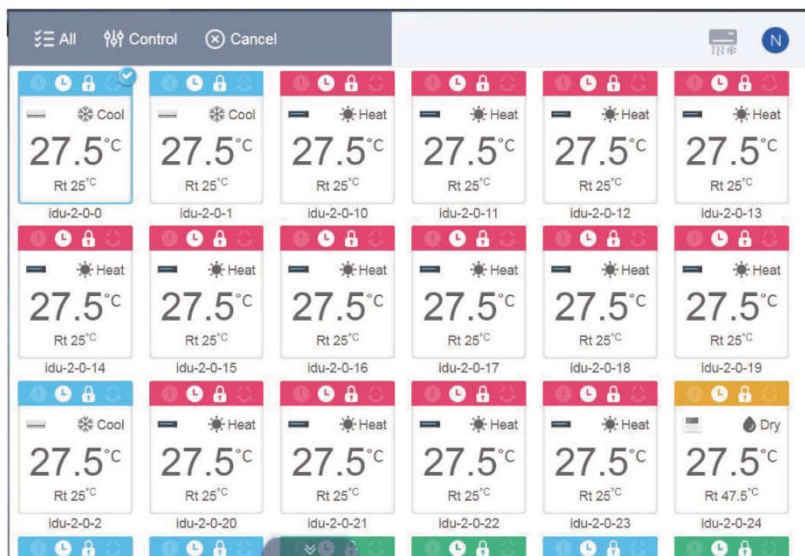 All Control Cancel N
Cool Cool Heat Heat Heat Heat
27.5°C 27.5°C 27.5°C 27.5°C 27.5°C 27.5°C
Rt 25°C Rt 25°C Rt 25°C Rt 25°C Rt 25°C Rt 25°C
idu-2-0-0 idu-2-0-1 idu-2-0-10 idu-2-0-11 idu-2-0-12 idu-2-0-13
Heat Heat Heat Heat Heat Heat
27.5°C 27.5°C 27.5°C 27.5°C 27.5°C 27.5°C
Rt 25°C Rt 25°C Rt 25°C Rt 25°C Rt 25°C Rt 25°C
idu-2-0-14 idu-2-0-15 idu-2-0-16 idu-2-0-17 idu-2-0-18 idu-2-0-19
Cool Heat Heat Heat Heat Dry
27.5°C 27.5°C 27.5°C 27.5°C 27.5°C 27.5°C
Rt 25°C Rt 25°C Rt 25°C Rt 25°C Rt 25°C Rt 47.5°C
idu-2-0-2 idu-2-0-20 idu-2-0-21 idu-2-0-22 idu-2-0-23 idu-2-0-24